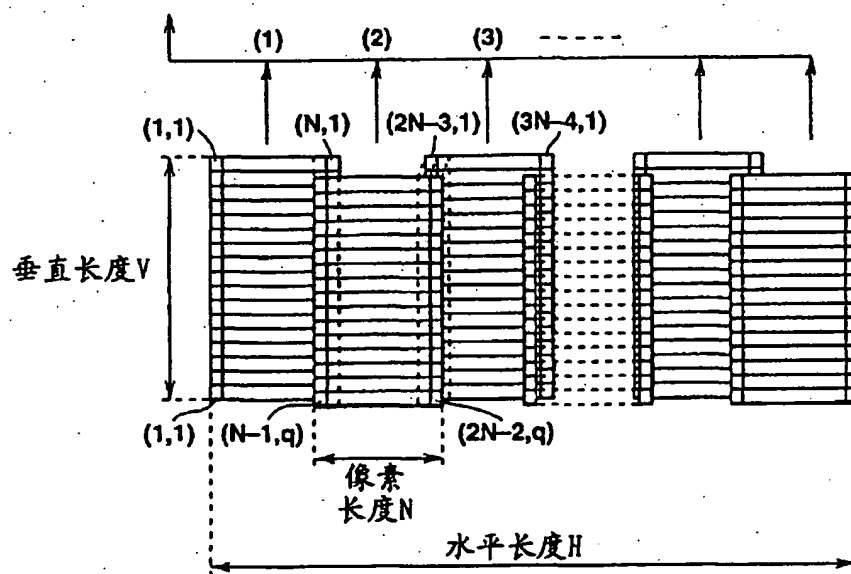 (1) (2) (3)
(1,1) (N,1) (2N–3,1) (3N–4,1)
垂直长度V
(1,1) (N–1,q) (2N–2,q)
像素
长度N
水平长度H